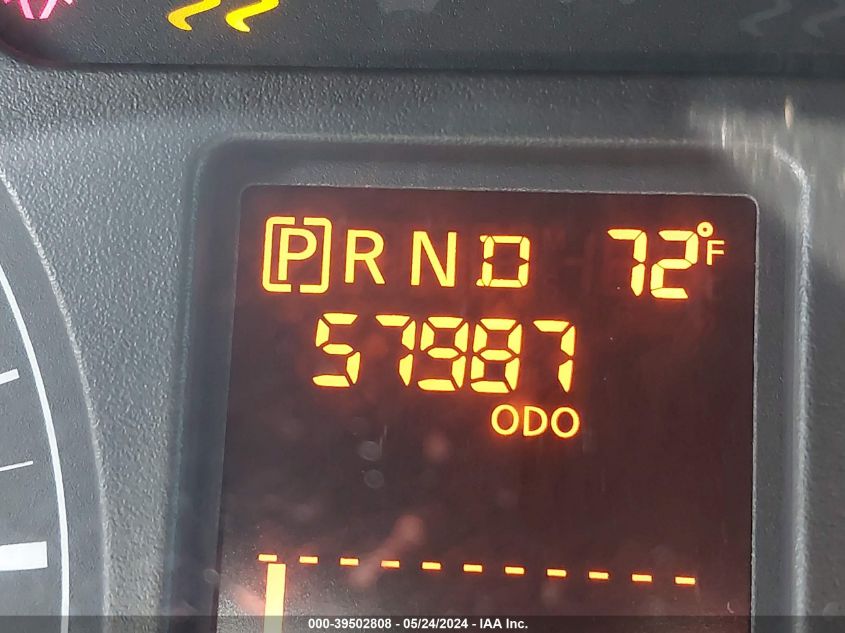 [P] R N D 72°F
57987
ODO
000-39502808 - 05/24/2024 - IAA Inc.